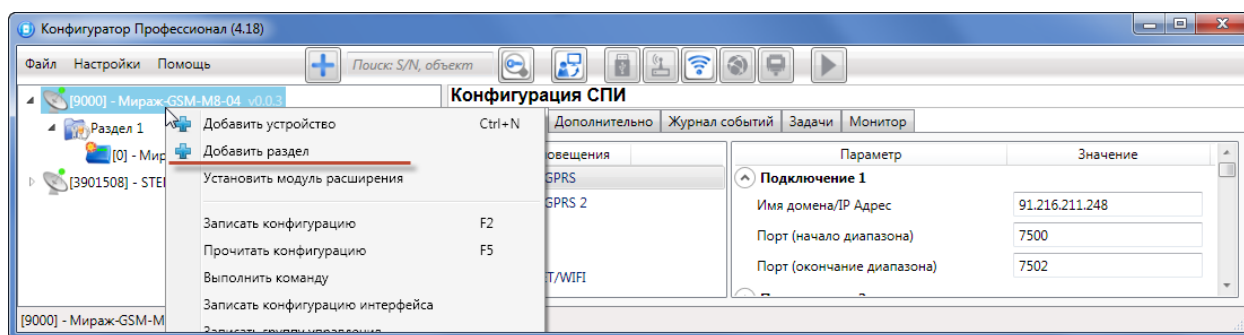 Конфигуратор Профессионал (4.18)
Файл Настройки Помощь Поиск: S/N, объект
[9000] - Мираж-GSM-M8-04 v0.0.3
Раздел 1
[0] - Мир
[3901508] - STE
Добавить устройство Ctrl+N
Добавить раздел
Установить модуль расширения
Записать конфигурацию F2
Прочитать конфигурацию F5
Выполнить команду
Записать конфигурацию интерфейса
Записать группу управления
Конфигурация СПИ
Дополнительно Журнал событий Задачи Монитор
овещения
GPRS
GPRS 2
T/WIFI
Параметр Значение
Подключение 1
Имя домена/IP Адрес 91.216.211.248
Порт (начало диапазона) 7500
Порт (окончание диапазона) 7502
[9000] - Мираж-GSM-M